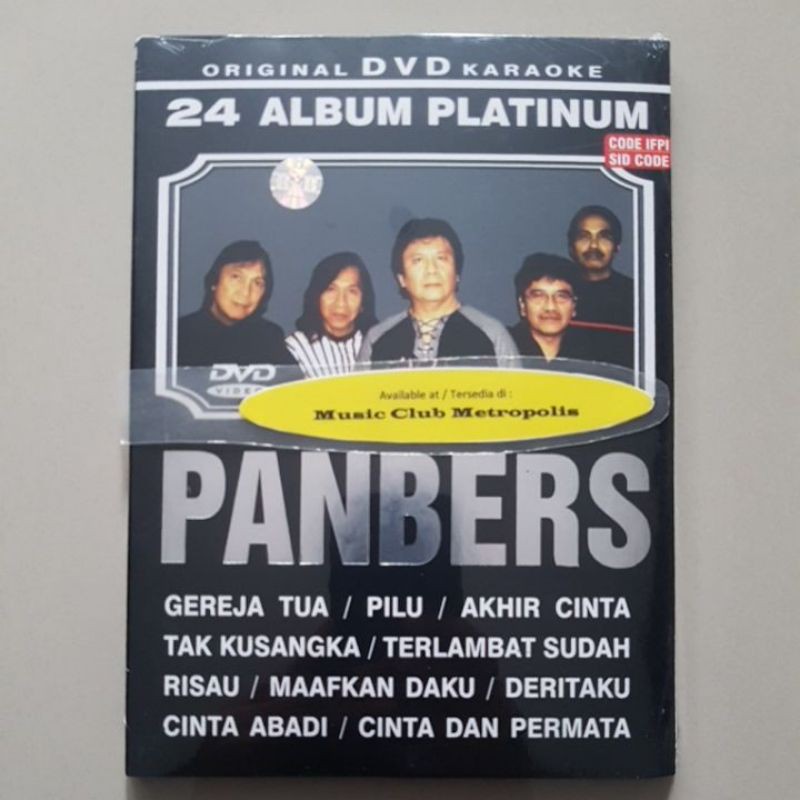 ORIGINAL DVD KARAOKE
24 ALBUM PLATINUM
CODE IFPI
SID CODE
DVD
VIDEO
Available at / Tersedia di :
Music Club Metropolis
PANBERS
GEREJA TUA / PILU / AKHIR CINTA
TAK KUSANGKA / TERLAMBAT SUDAH
RISAU / MAAFKAN DAKU / DERITAKU
CINTA ABADI / CINTA DAN PERMATA